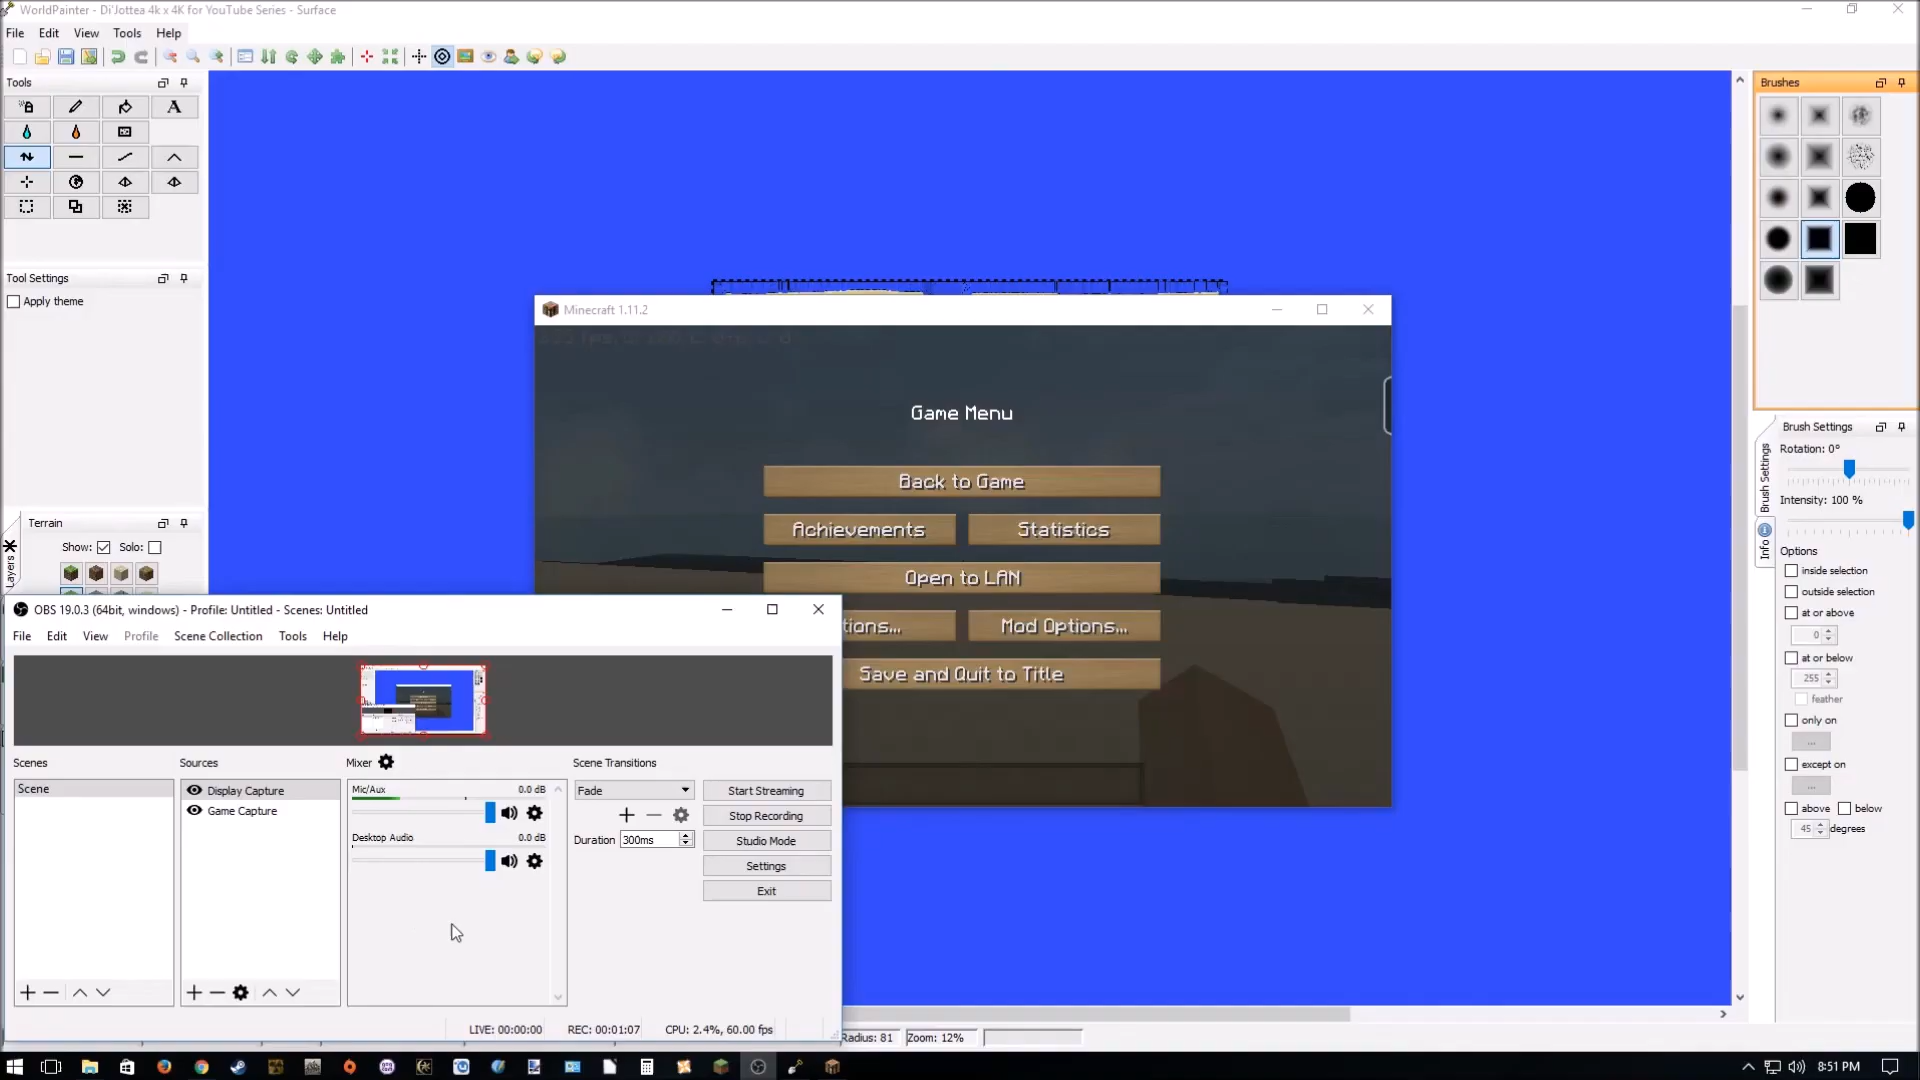 WorldPainter - Di'Jottea 4k x 4K for YouTube Series - Surface
File Edit View Tools Help
Tools
Tool Settings
Apply theme
Terrain
Show: Solo:
Layers
Brushes
Brush Settings
Brush Settings
Info
Rotation: 0°
Intensity: 100 %
Options
inside selection
outside selection
at or above
0
at or below
255
feather
only on
...
except on
...
above below
45 degrees
Minecraft 1.11.2
Game Menu
Back to Game
Achievements Statistics
Open to LAN
tions... Mod Options...
Save and Quit to Title
OBS 19.0.3 (64bit, windows) - Profile: Untitled - Scenes: Untitled
File Edit View Profile Scene Collection Tools Help
Scenes Sources Mixer Scene Transitions
Scene
Display Capture
Game Capture
Mic/Aux 0.0 dB
Desktop Audio 0.0 dB
Fade
Duration 300ms
Start Streaming
Stop Recording
Studio Mode
Settings
Exit
LIVE: 00:00:00 REC: 00:01:07 CPU: 2.4%, 60.00 fps
Radius: 81 Zoom: 12%
8:51 PM